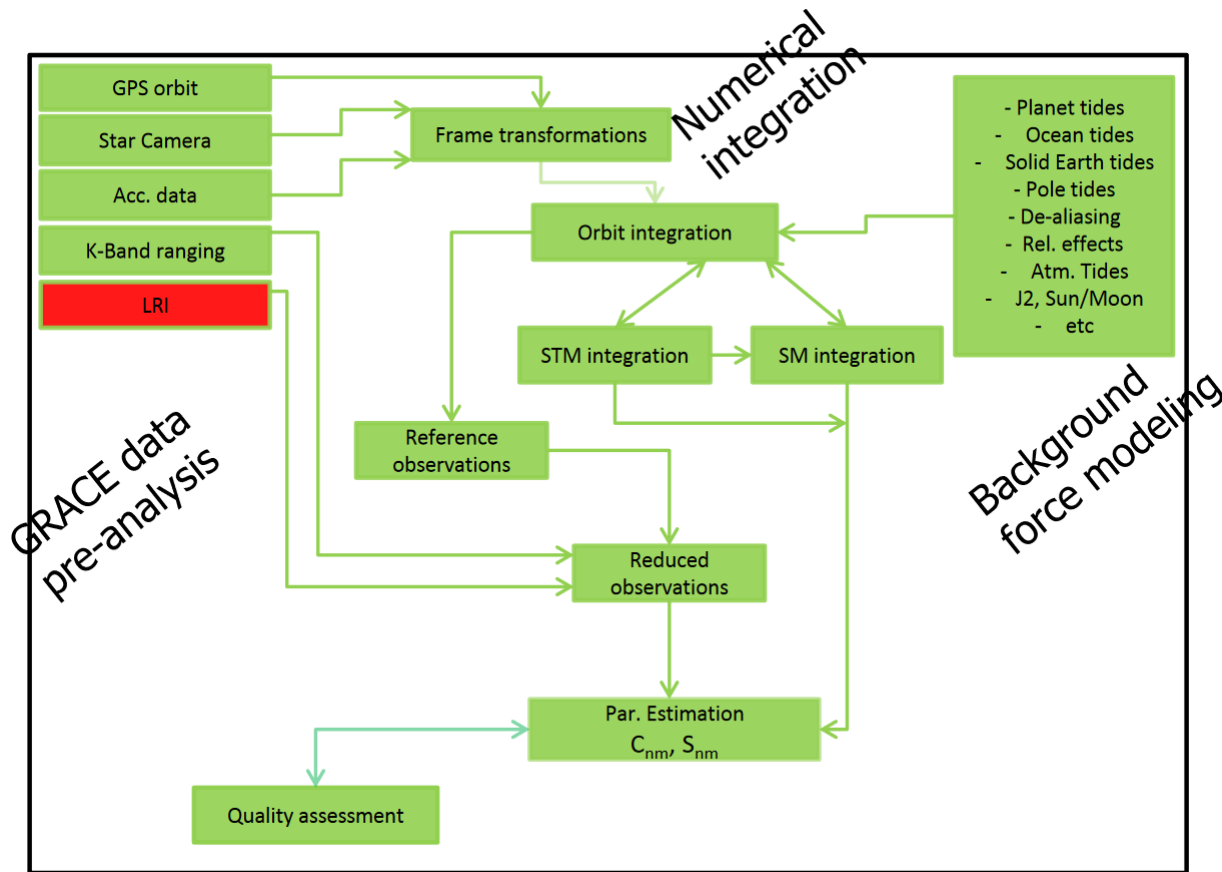 GPS orbit
Star Camera
Acc. data
K-Band ranging
LRI
GRACE data
pre-analysis
Frame transformations
Numerical
integration
Orbit integration
STM integration
SM integration
- Planet tides
- Ocean tides
- Solid Earth tides
- Pole tides
- De-aliasing
- Rel. effects
- Atm. Tides
- J2, Sun/Moon
- etc
Background
force modeling
Reference
observations
Reduced
observations
Par. Estimation
Cnm, Snm
Quality assessment